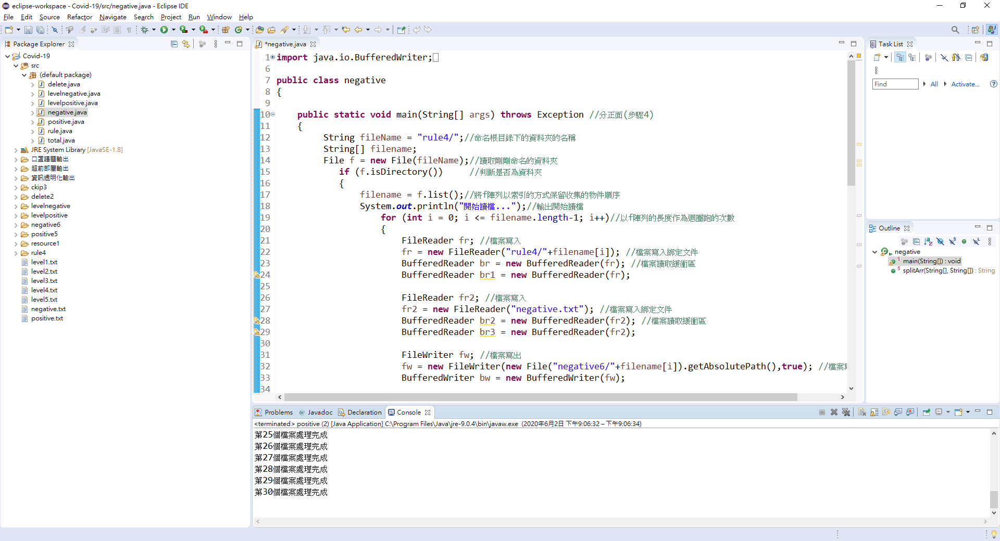 eclipse-workspace - Covid-19/src/negative.java - Eclipse IDE
File Edit Source Refactor Navigate Search Project Run Window Help
Package Explorer
Covid-19
src
(default package)
delete.java
levelnegative.java
levelpositive.java
negative.java
positive.java
rule.java
total.java
JRE System Library [JavaSE-1.8]
口罩議題輸出
超前部屬輸出
資訊透明化輸出
ckip3
delete2
levelnegative
levelpositive
negative6
positive5
resource1
rule4
level1.txt
level2.txt
level3.txt
level4.txt
level5.txt
negative.txt
positive.txt
*negative.java
1 import java.io.BufferedWriter;
6
7 public class negative
8 {
9
10     public static void main(String[] args) throws Exception //分正面(步驟4)
11     {
12          String fileName = "rule4/";//命名根目錄下的資料夾的名稱
13          String[] filename;
14          File f = new File(fileName);//讀取剛剛命名的資料夾
15             if (f.isDirectory())     //判斷是否為資料夾
16             {
17                 filename = f.list();//將f陣列以索引的方式保留收集的物件順序
18                 System.out.println("開始讀檔...");//輸出開始讀檔
19                     for (int i = 0; i <= filename.length-1; i++)//以f陣列的長度作為迴圈跑的次數
20                     {
21                         FileReader fr; //檔案寫入
22                         fr = new FileReader("rule4/"+filename[i]); //檔案寫入綁定文件
23                         BufferedReader br = new BufferedReader(fr); //檔案讀取緩衝區
24                         BufferedReader br1 = new BufferedReader(fr);
25
26                         FileReader fr2; //檔案寫入
27                         fr2 = new FileReader("negative.txt"); //檔案寫入綁定文件
28                         BufferedReader br2 = new BufferedReader(fr2); //檔案讀取緩衝區
29                         BufferedReader br3 = new BufferedReader(fr2);
30
31                         FileWriter fw; //檔案寫出
32                         fw = new FileWriter(new File("negative6/"+filename[i]).getAbsolutePath(),true); //檔案
33                         BufferedWriter bw = new BufferedWriter(fw);
34
Task List
Find All Activate...
Outline
negative
main(String[]) : void
splitArr(String[], String[]) : String
Problems @ Javadoc Declaration Console
<terminated> positive (2) [Java Application] C:\Program Files\Java\jre-9.0.4\bin\javaw.exe (2020年6月2日 下午9:06:32 – 下午9:06:34)
第25個檔案處理完成
第26個檔案處理完成
第27個檔案處理完成
第28個檔案處理完成
第29個檔案處理完成
第30個檔案處理完成